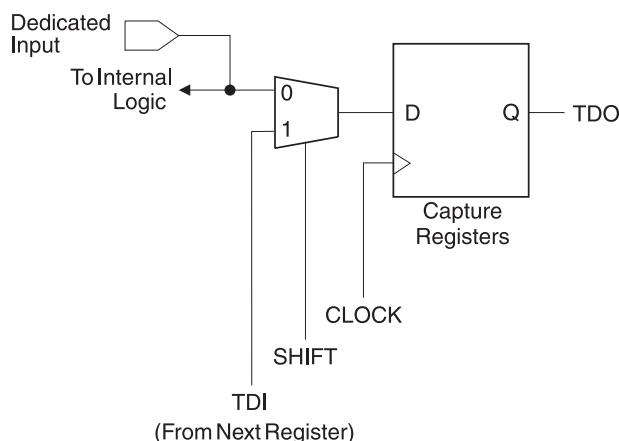 Dedicated
Input
To Internal
Logic
0
1
D
Q
TDO
Capture
Registers
CLOCK
SHIFT
TDI
(From Next Register)